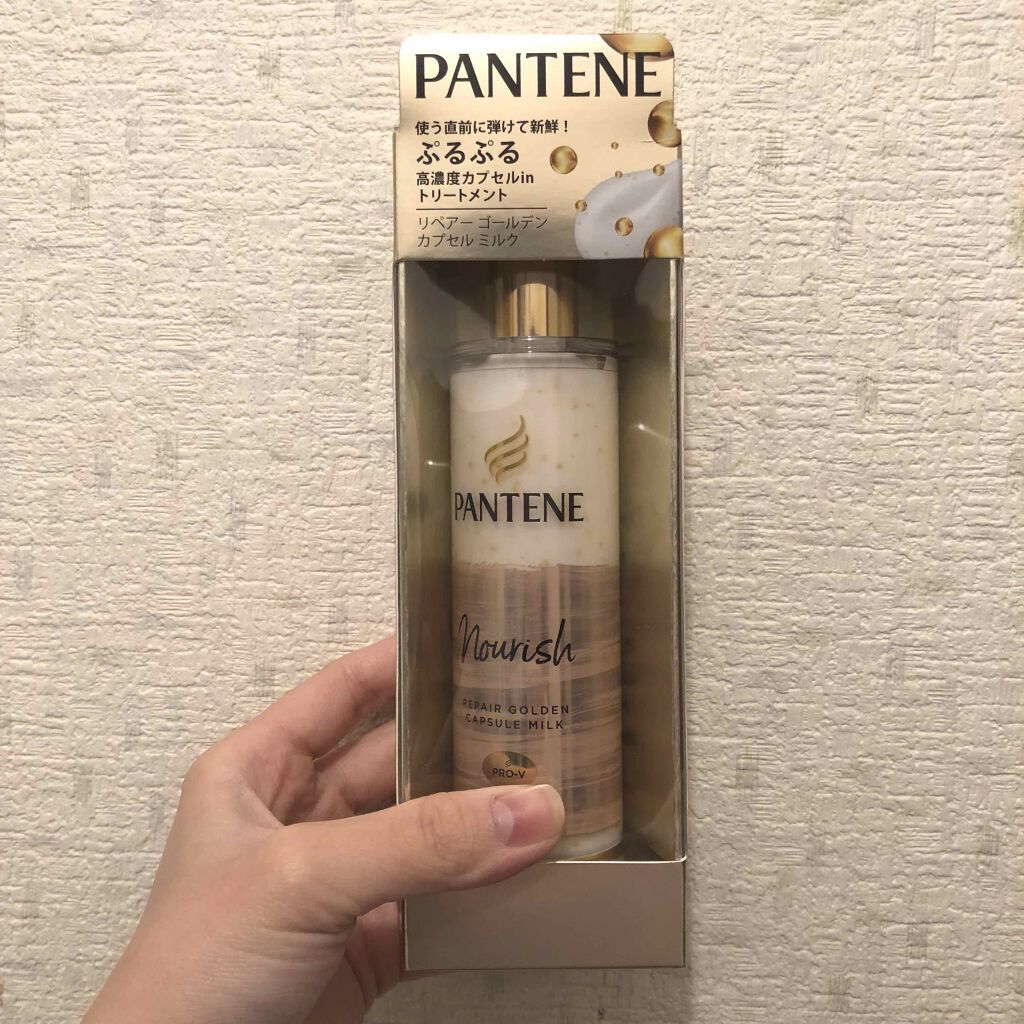 PANTENE
使う直前に弾けて新鮮！
ぷるぷる
高濃度カプセルin
トリートメント
リペアー ゴールデン
カプセル ミルク
PANTENE
Nourish
REPAIR GOLDEN
CAPSULE MILK
PRO-V